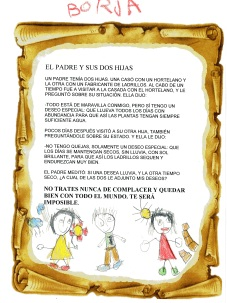 BORJA
EL PADRE Y SUS DOS HIJAS
UN PADRE TENÍA DOS HIJAS. UNA CASÓ CON UN HORTELANO Y
LA OTRA CON UN FABRICANTE DE LADRILLOS. AL CABO DE UN
TIEMPO FUE A VISITAR A LA CASADA CON EL HORTELANO, Y LE
PREGUNTÓ SOBRE SU SITUACIÓN. ELLA DIJO:
-TODO ESTÁ DE MARAVILLA CONMIGO, PERO SÍ TENGO UN
DESEO ESPECIAL: QUE LLUEVA TODOS LOS DÍAS CON
ABUNDANCIA PARA QUE ASÍ LAS PLANTAS TENGAN SIEMPRE
SUFICIENTE AGUA.
POCOS DÍAS DESPUÉS VISITÓ A SU OTRA HIJA, TAMBIÉN
PREGUNTÁNDOLE SOBRE SU ESTADO. Y ELLA LE DIJO:
-NO TENGO QUEJAS, SOLAMENTE UN DESEO ESPECIAL: QUE
LOS DÍAS SE MANTENGAN SECOS, SIN LLUVIA, CON SOL
BRILLANTE, PARA QUE ASÍ LOS LADRILLOS SEQUEN Y
ENDUREZCAN MUY BIEN.
EL PADRE MEDITÓ: SI UNA DESEA LLUVIA, Y LA OTRA TIEMPO
SECO, ¿A CUAL DE LAS DOS LE ADJUNTO MIS DESEOS?
NO TRATES NUNCA DE COMPLACER Y QUEDAR
BIEN CON TODO EL MUNDO. TE SERÁ
IMPOSIBLE.